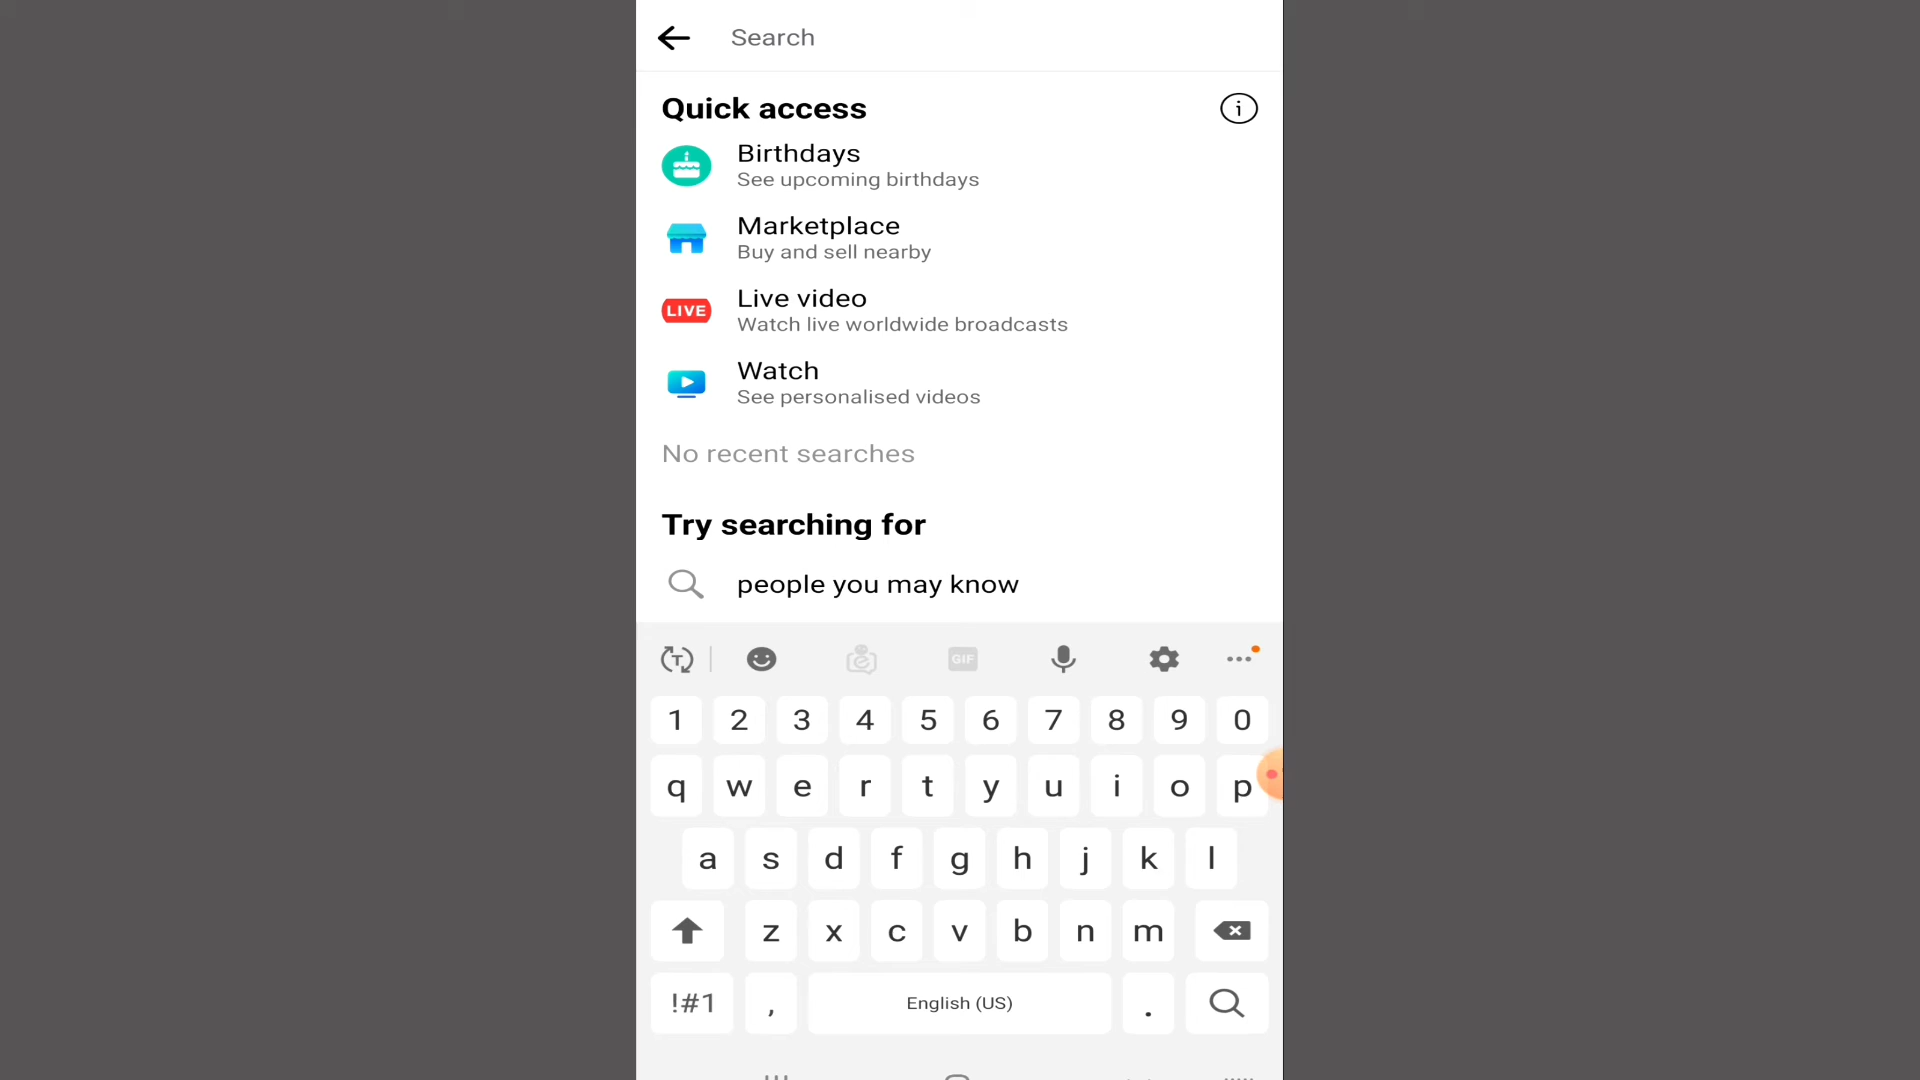 Search
Quick access
Birthdays
See upcoming birthdays
Marketplace
Buy and sell nearby
LIVE
Live video
Watch live worldwide broadcasts
Watch
See personalised videos
No recent searches
Try searching for
people you may know
T GIF
1 2 3 4 5 6 7 8 9 0
q w e r t y u i o p
a s d f g h j k l
z x c v b n m
!#1 , English (US) .